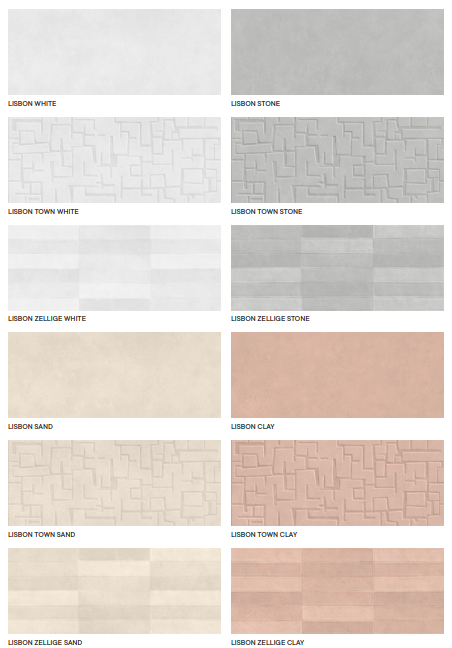 LISBON WHITE
LISBON STONE
LISBON TOWN WHITE
LISBON TOWN STONE
LISBON ZELLIGE WHITE
LISBON ZELLIGE STONE
LISBON SAND
LISBON CLAY
LISBON TOWN SAND
LISBON TOWN CLAY
LISBON ZELLIGE SAND
LISBON ZELLIGE CLAY